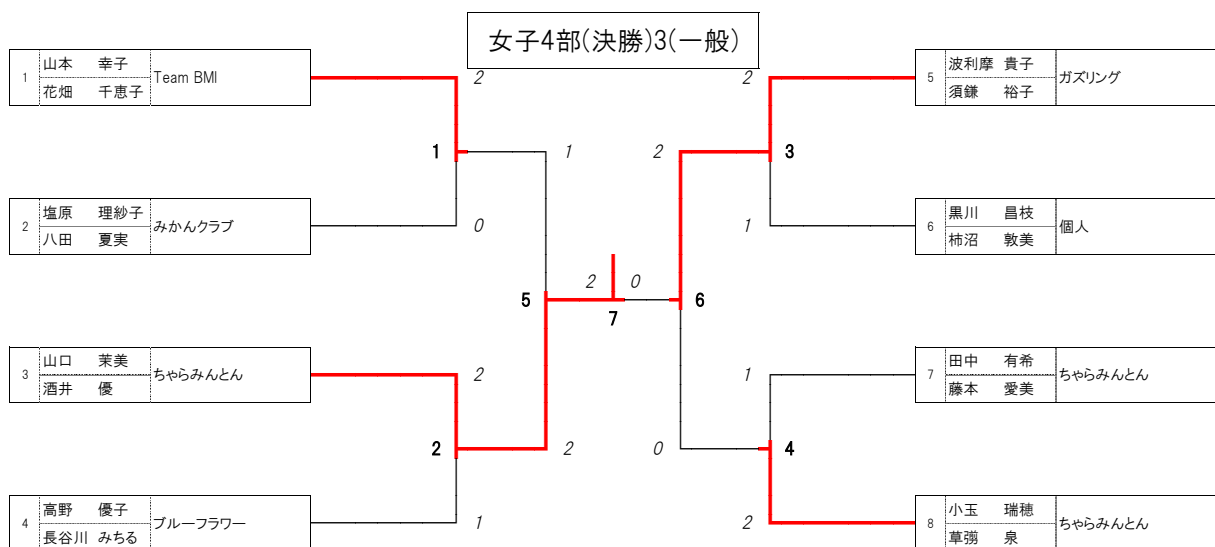 女子4部(決勝)3(一般)
1 山本 幸子 Team BMI
花畑 千恵子
2
1
1
2 塩原 理紗子 みかんクラブ
八田 夏実
0
5
3 山口 茉美 ちゃらみんとん
酒井 優
2
2
2
4 高野 優子 ブルーフラワー
長谷川 みちる
1
2 0
7
5 波利摩 貴子 ガズリング
須鎌 裕子
2
2
3
6 黒川 昌枝 個人
柿沼 敦美
1
6
7 田中 有希 ちゃらみんとん
藤本 愛美
1
0
4
8 小玉 瑞穂 ちゃらみんとん
草彅 泉
2